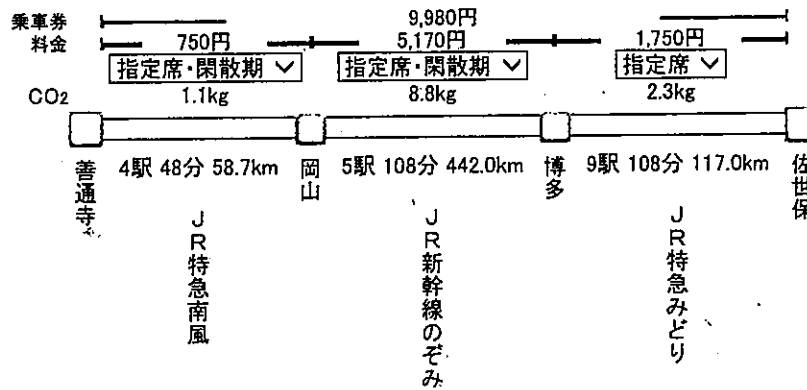 乗車券 9,980円
料金 750円 5,170円 1,750円
指定席・閑散期 指定席・閑散期 指定席
CO2 1.1kg 8.8kg 2.3kg
善通寺 4駅 48分 58.7km 岡山 5駅 108分 442.0km 博多 9駅 108分 117.0km 佐世保
JR特急南風 JR新幹線のぞみ JR特急みどり